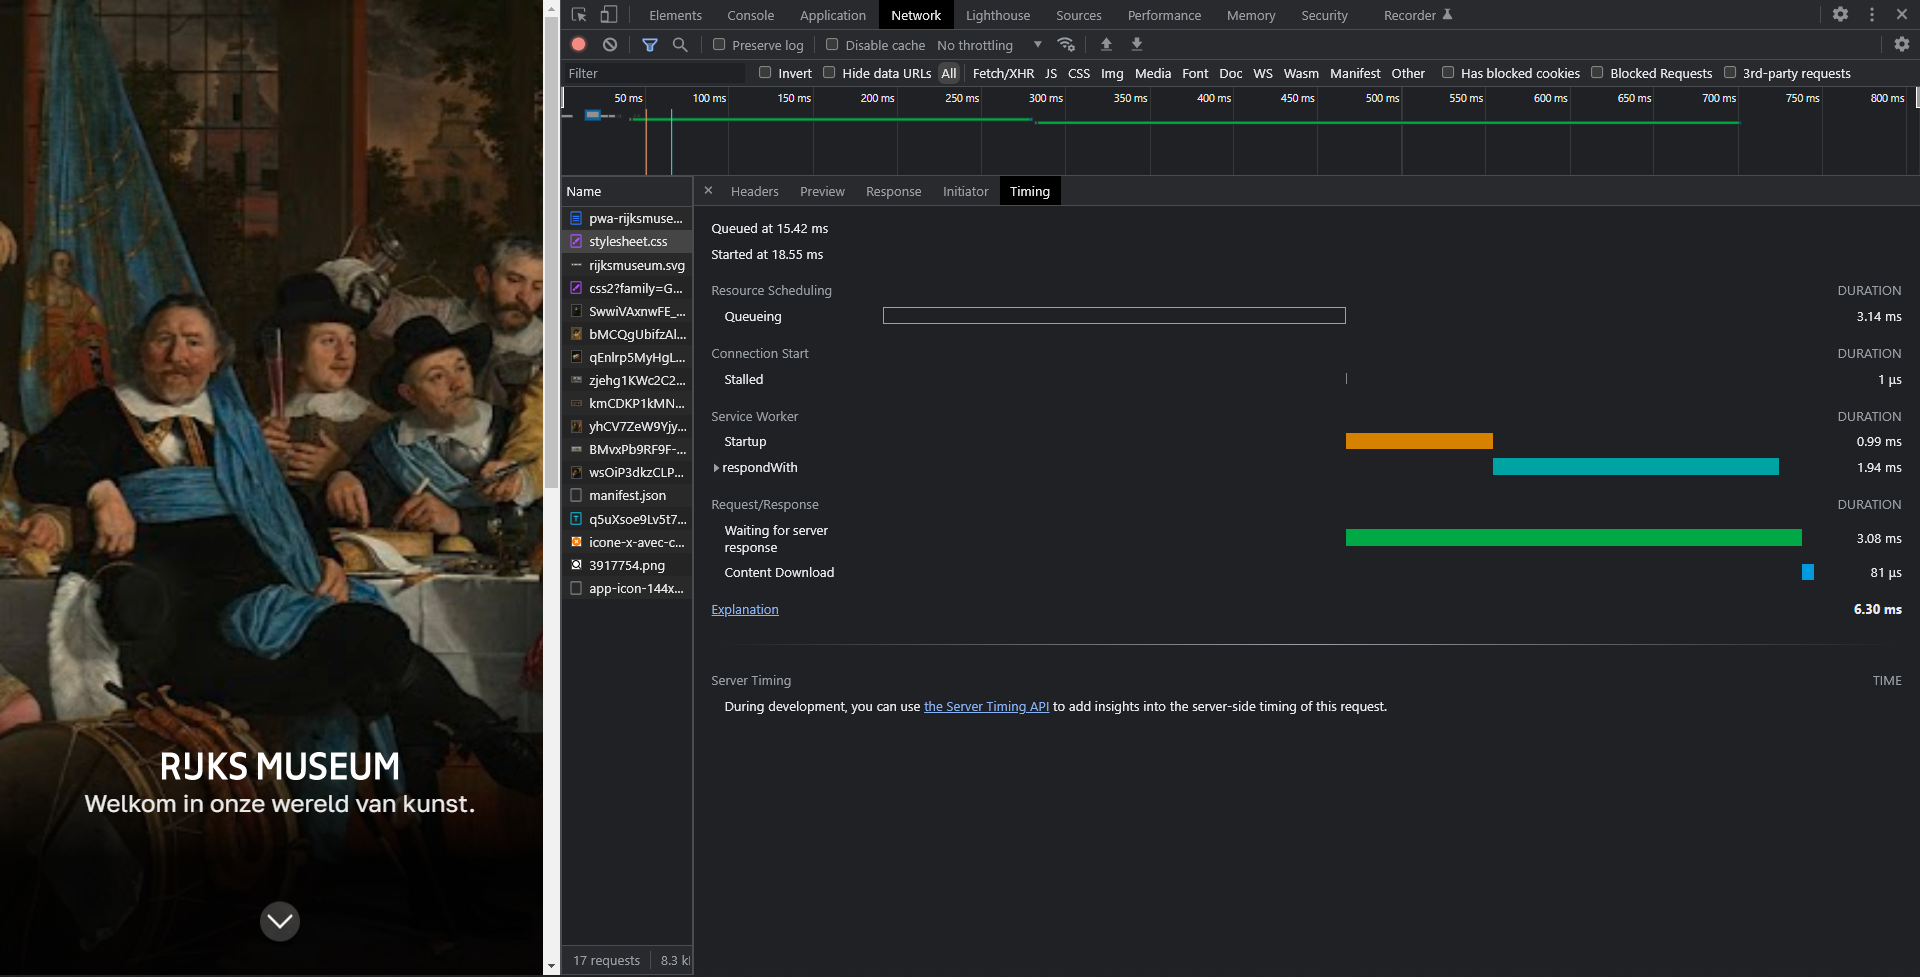 RIJKS MUSEUM
Welkom in onze wereld van kunst.
Elements Console Application Network Lighthouse Sources Performance Memory Security Recorder
Preserve log Disable cache No throttling
Filter Invert Hide data URLs All Fetch/XHR JS CSS Img Media Font Doc WS Wasm Manifest Other Has blocked cookies Blocked Requests 3rd-party requests
50 ms 100 ms 150 ms 200 ms 250 ms 300 ms 350 ms 400 ms 450 ms 500 ms 550 ms 600 ms 650 ms 700 ms 750 ms 800 ms
Name
pwa-rijksmuse...
stylesheet.css
rijksmuseum.svg
css2?family=G...
SwwiVAxnwFE_...
bMCQgUbifzAl...
qEnlrp5MyHgL...
zjehg1KWc2C2...
kmCDKP1kMN...
yhCV7ZeW9Yjy...
BMvxPb9RF9F-...
wsOiP3dkzCLP...
manifest.json
q5uXsoe9Lv5t7...
icone-x-avec-c...
3917754.png
app-icon-144x...
17 requests 8.3 k
× Headers Preview Response Initiator Timing
Queued at 15.42 ms
Started at 18.55 ms
Resource Scheduling DURATION
Queueing 3.14 ms
Connection Start DURATION
Stalled 1 µs
Service Worker DURATION
Startup 0.99 ms
respondWith 1.94 ms
Request/Response DURATION
Waiting for server
response 3.08 ms
Content Download 81 µs
Explanation 6.30 ms
Server Timing TIME
During development, you can use the Server Timing API to add insights into the server-side timing of this request.